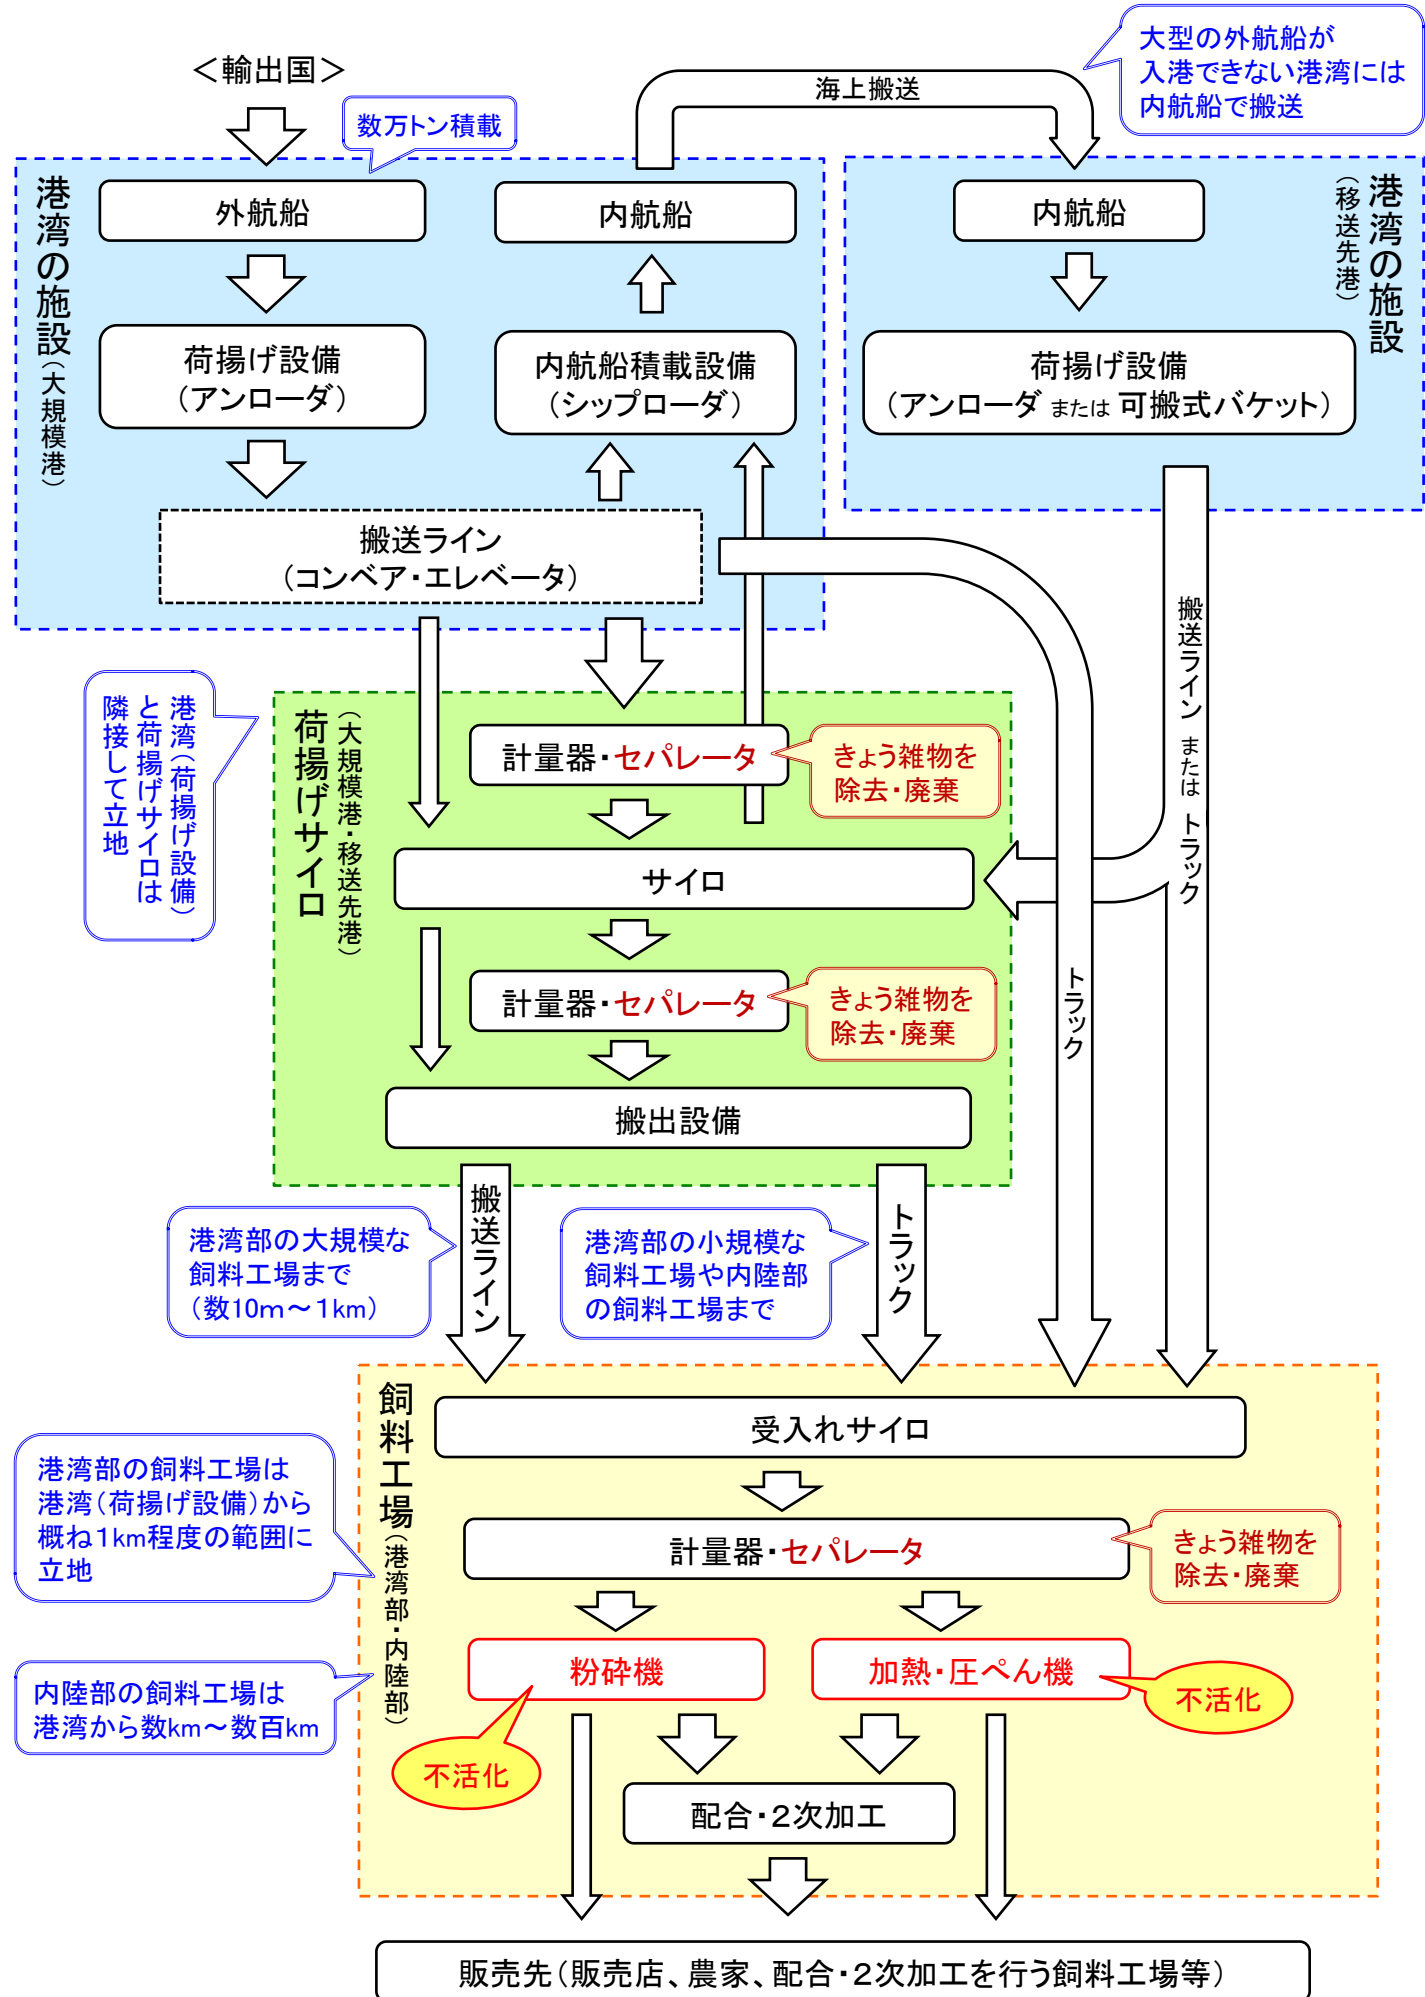 ＜輸出国＞
数万トン積載
海上搬送
大型の外航船が
入港できない港湾には
内航船で搬送
港湾の施設（大規模港）
外航船
内航船
荷揚げ設備
（アンローダ）
内航船積載設備
（シップローダ）
搬送ライン
（コンベア・エレベータ）
港湾の施設
（移送先港）
内航船
荷揚げ設備
（アンローダ または 可搬式バケット）
搬送ライン または トラック
トラック
港湾（荷揚げ設備）
と荷揚げサイロは
隣接して立地
荷揚げサイロ
（大規模港・移送先港）
計量器・セパレータ
きょう雑物を
除去・廃棄
サイロ
計量器・セパレータ
きょう雑物を
除去・廃棄
搬出設備
搬送ライン
トラック
港湾部の大規模な
飼料工場まで
（数10ｍ～１km）
港湾部の小規模な
飼料工場や内陸部
の飼料工場まで
飼料工場（港湾部・内陸部）
受入れサイロ
計量器・セパレータ
きょう雑物を
除去・廃棄
港湾部の飼料工場は
港湾（荷揚げ設備）から
概ね１km程度の範囲に
立地
内陸部の飼料工場は
港湾から数km～数百km
粉砕機
加熱・圧ぺん機
不活化
不活化
配合・２次加工
販売先（販売店、農家、配合・２次加工を行う飼料工場等）